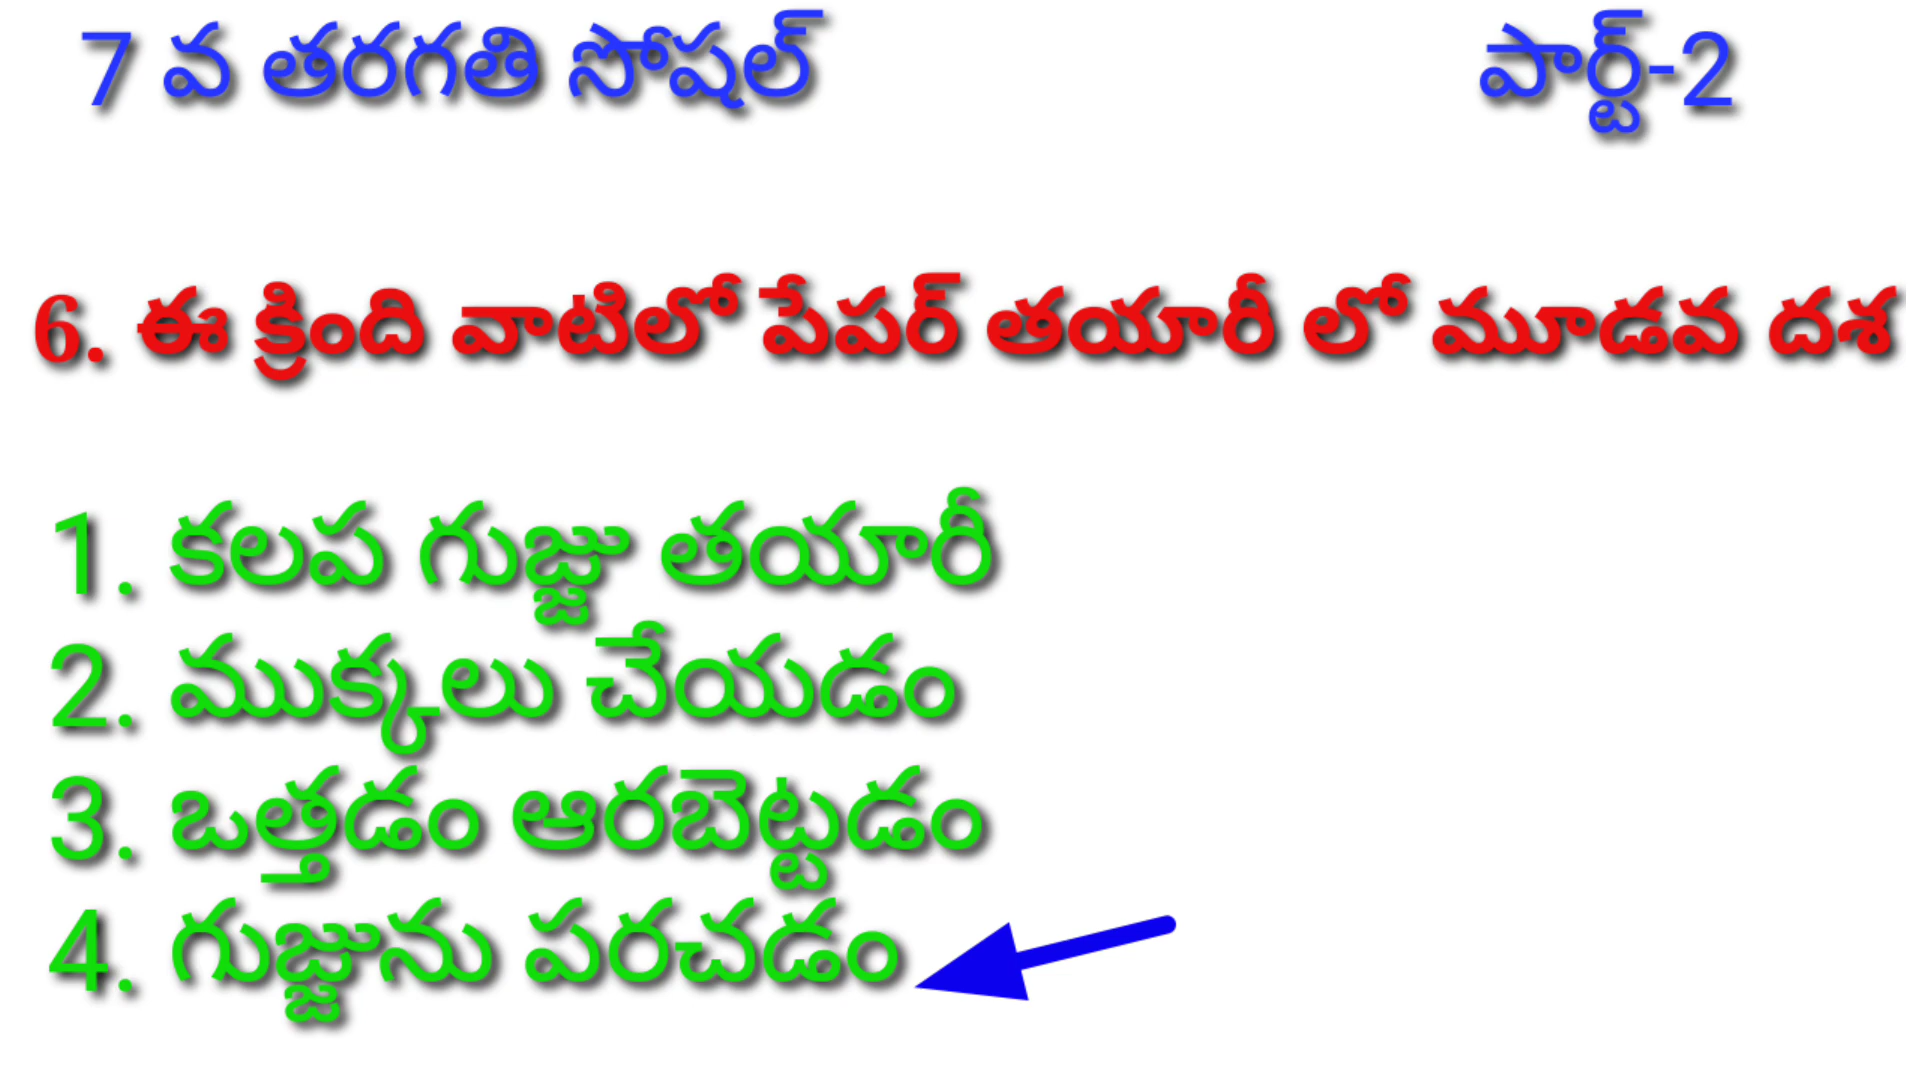 7 వ తరగతి సోషల్ పార్ట్-2
6. ఈ క్రింది వాటిలో పేపర్ తయారీ లో మూడవ దశ
1. కలప గుజ్జు తయారీ
2. ముక్కలు చేయడం
3. ఒత్తడం ఆరబెట్టడం
4. గుజ్జును పరచడం